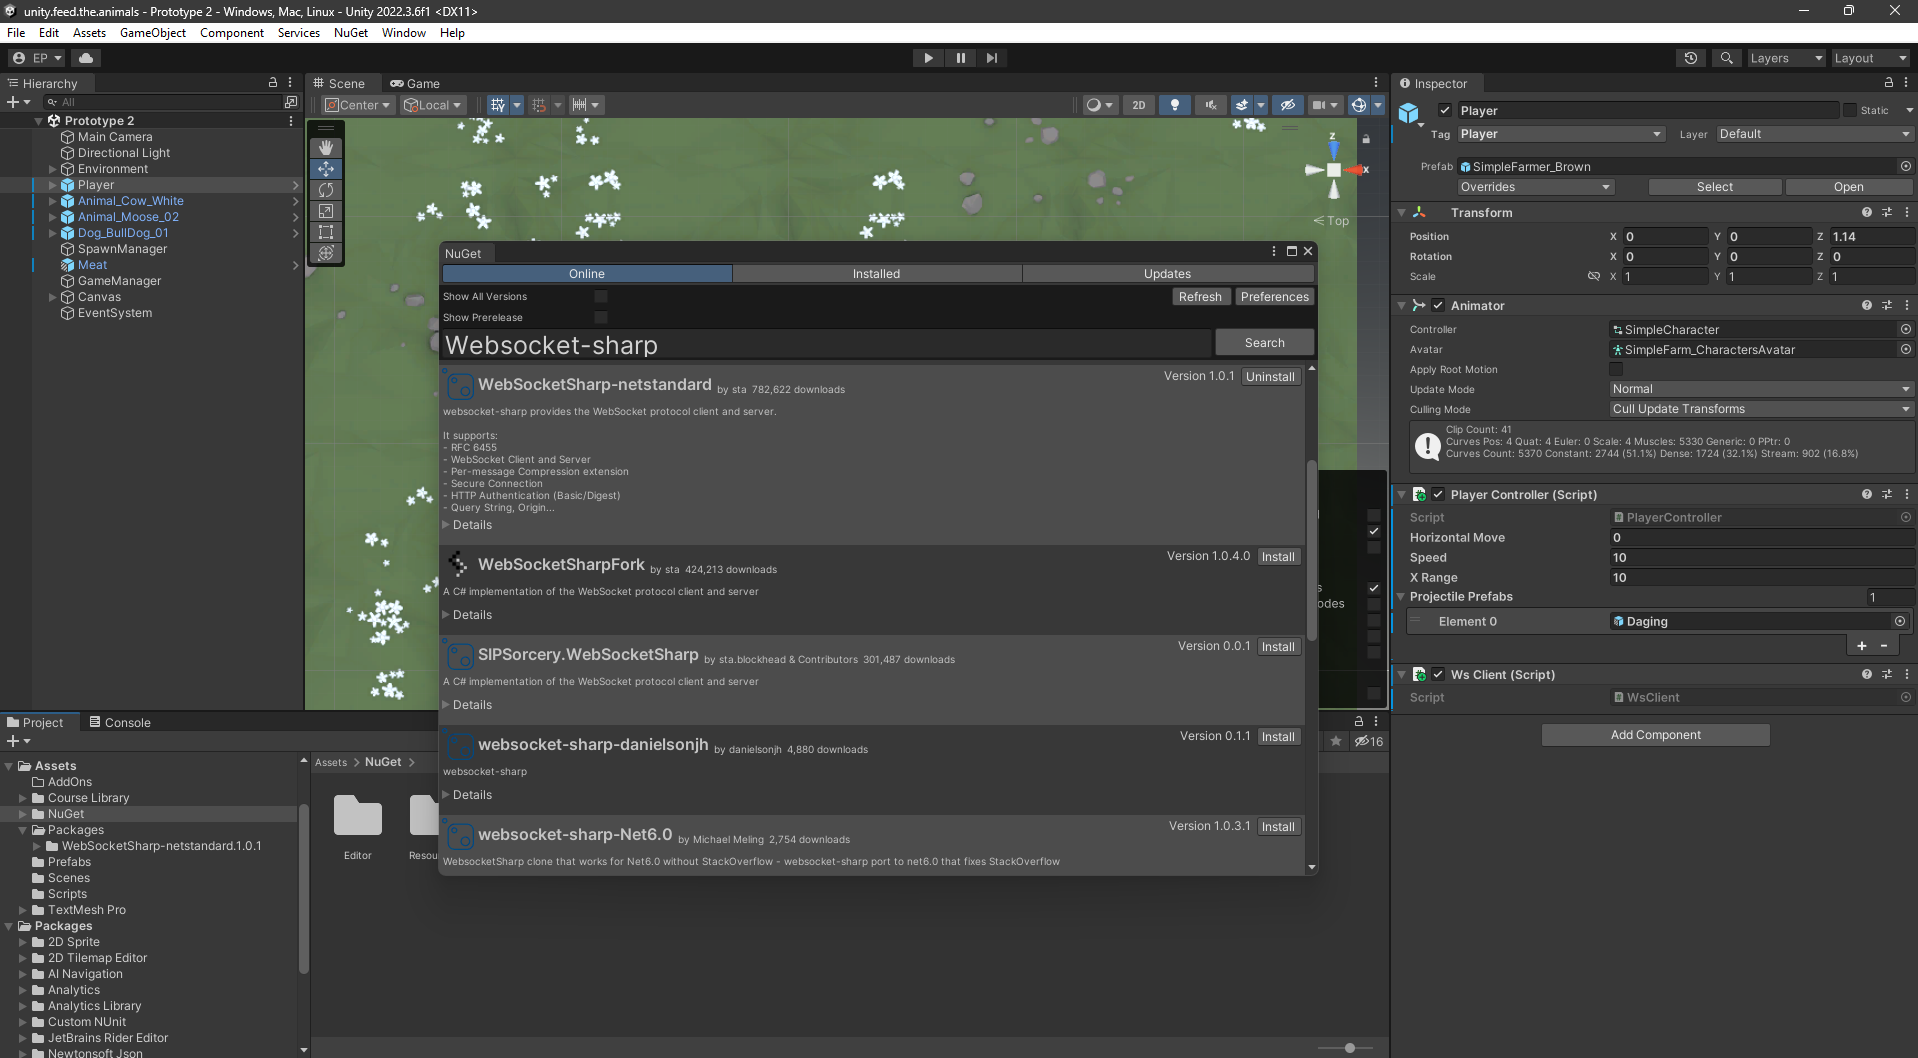 unity.feed.the.animals - Prototype 2 - Windows, Mac, Linux - Unity 2022.3.6f1 <DX11>
File Edit Assets GameObject Component Services NuGet Window Help
EP Layers Layout
Hierarchy
All
Prototype 2
Main Camera
Directional Light
Environment
Player
Animal_Cow_White
Animal_Moose_02
Dog_BullDog_01
SpawnManager
Meat
GameManager
Canvas
EventSystem
Scene Game
Center Local 2D
z
x
Top
NuGet
Online Installed Updates
Show All Versions Refresh Preferences
Show Prerelease
Websocket-sharp Search
WebSocketSharp-netstandard by sta 782,622 downloads Version 1.0.1 Uninstall
websocket-sharp provides the WebSocket protocol client and server.
It supports:
- RFC 6455
- WebSocket Client and Server
- Per-message Compression extension
- Secure Connection
- HTTP Authentication (Basic/Digest)
- Query String, Origin...
Details
WebSocketSharpFork by sta 424,213 downloads Version 1.0.4.0 Install
A C# implementation of the WebSocket protocol client and server
Details
SIPSorcery.WebSocketSharp by sta.blockhead & Contributors 301,487 downloads Version 0.0.1 Install
A C# implementation of the WebSocket protocol client and server
Details
websocket-sharp-danielsonjh by danielsonjh 4,880 downloads Version 0.1.1 Install
websocket-sharp
Details
websocket-sharp-Net6.0 by Michael Meling 2,754 downloads Version 1.0.3.1 Install
WebsocketSharp clone that works for Net6.0 without StackOverflow - websocket-sharp port to net6.0 that fixes StackOverflow
Project Console
16
Assets
AddOns
Course Library
NuGet
Packages
WebSocketSharp-netstandard.1.0.1
Prefabs
Scenes
Scripts
TextMesh Pro
Packages
2D Sprite
2D Tilemap Editor
AI Navigation
Analytics
Analytics Library
Custom NUnit
JetBrains Rider Editor
Newtonsoft Json
Assets > NuGet >
Editor
Inspector
Player Static
Tag Player Layer Default
Prefab SimpleFarmer_Brown
Overrides Select Open
Transform
Position X 0 Y 0 Z 1.14
Rotation X 0 Y 0 Z 0
Scale X 1 Y 1 Z 1
Animator
Controller SimpleCharacter
Avatar SimpleFarm_CharactersAvatar
Apply Root Motion
Update Mode Normal
Culling Mode Cull Update Transforms
Clip Count: 41
Curves Pos: 4 Quat: 4 Euler: 0 Scale: 4 Muscles: 5330 Generic: 0 PPtr: 0
Curves Count: 5370 Constant: 2744 (51.1%) Dense: 1724 (32.1%) Stream: 902 (16.8%)
Player Controller (Script)
Script PlayerController
Horizontal Move 0
Speed 10
X Range 10
Projectile Prefabs 1
Element 0 Daging
+ -
Ws Client (Script)
Script WsClient
Add Component